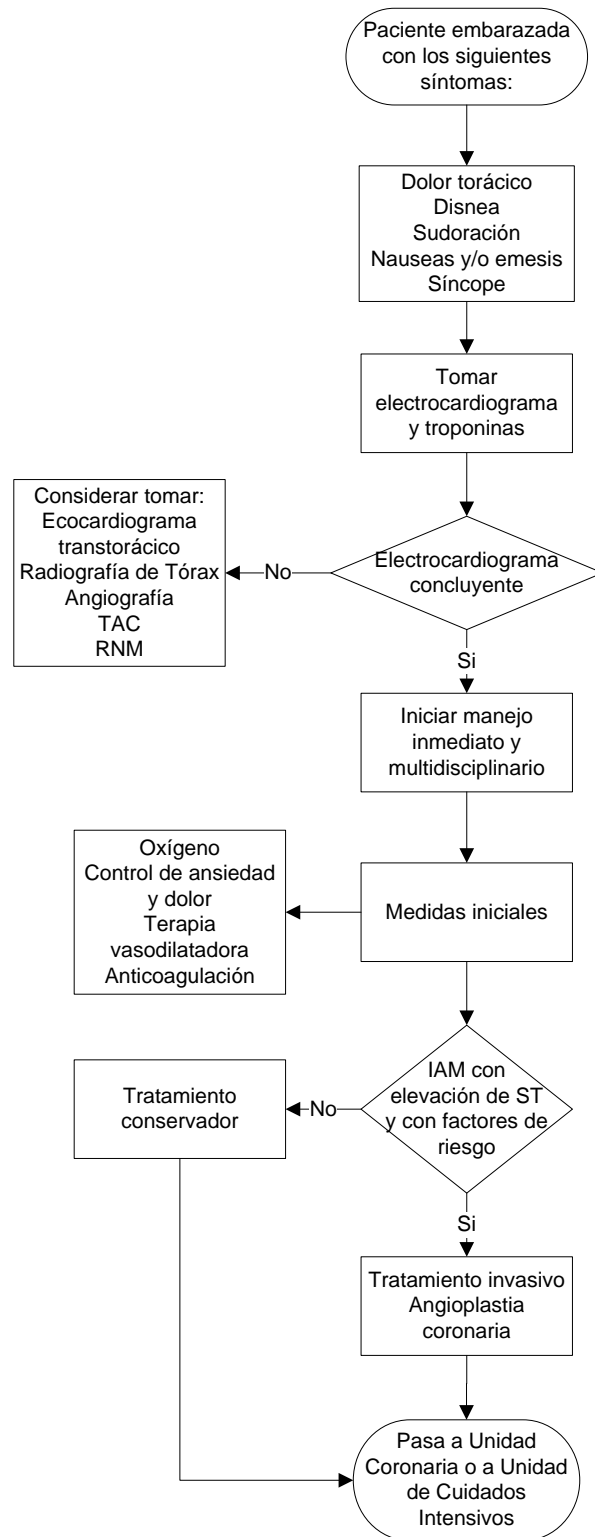 Paciente embarazada
con los siguientes
síntomas:
Dolor torácico
Disnea
Sudoración
Nauseas y/o emesis
Síncope
Tomar
electrocardiograma
y troponinas
Electrocardiograma
concluyente
No
Considerar tomar:
Ecocardiograma
transtorácico
Radiografía de Tórax
Angiografía
TAC
RNM
Si
Iniciar manejo
inmediato y
multidisciplinario
Medidas iniciales
Oxígeno
Control de ansiedad
y dolor
Terapia
vasodilatadora
Anticoagulación
IAM con
elevación de ST
y con factores de
riesgo
No
Tratamiento
conservador
Si
Tratamiento invasivo
Angioplastia
coronaria
Pasa a Unidad
Coronaria o a Unidad
de Cuidados
Intensivos